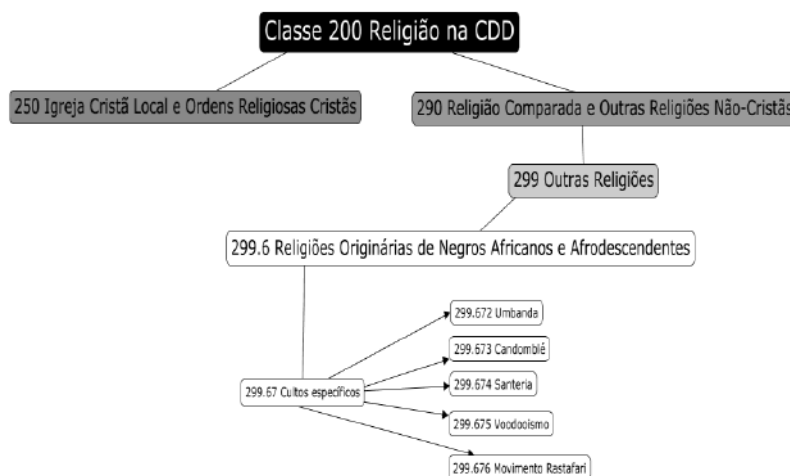 Classe 200 Religião na CDD
250 Igreja Cristã Local e Ordens Religiosas Cristãs
290 Religião Comparada e Outras Religiões Não-Cristãs
299 Outras Religiões
299.6 Religiões Originárias de Negros Africanos e Afrodescendentes
299.672 Umbanda
299.673 Candomblé
299.67 Cultos específicos
299.674 Santeria
299.675 Voodooismo
299.676 Movimento Rastafari